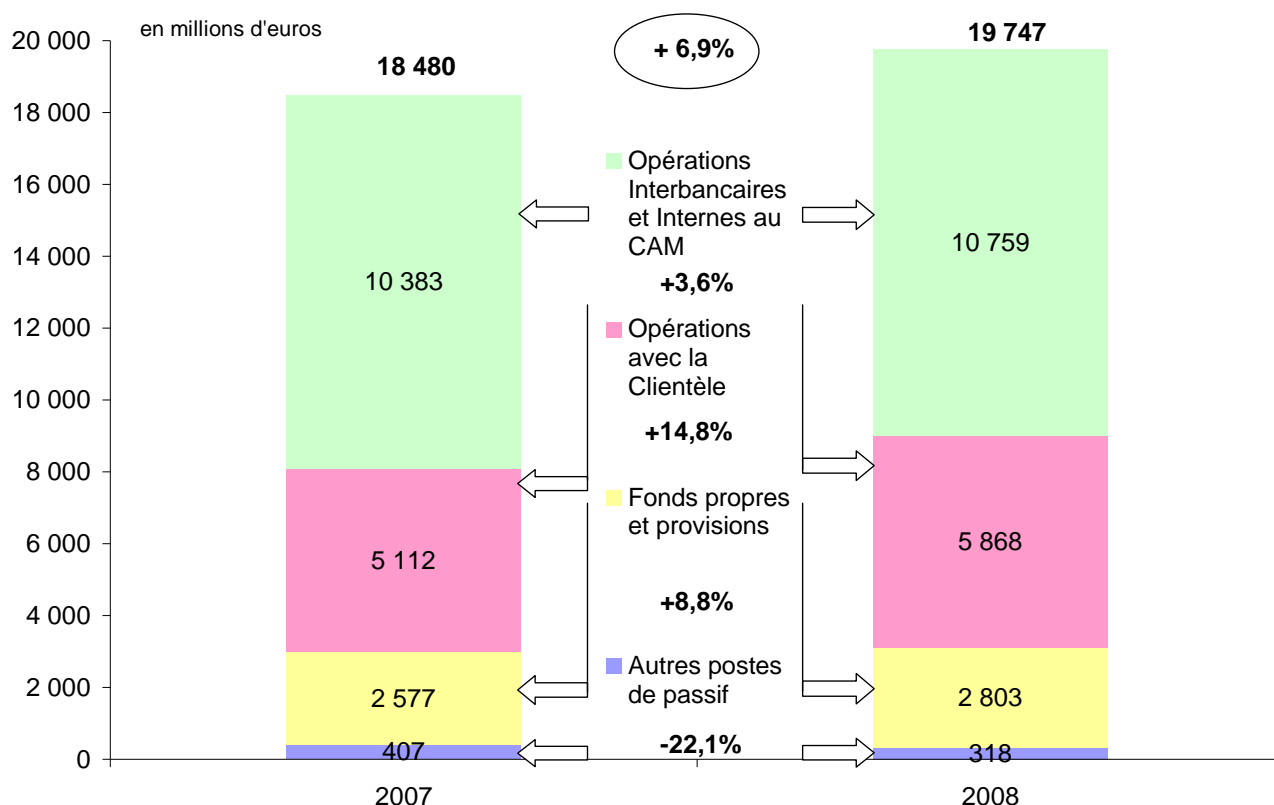 en millions d'euros
20 000
18 000
16 000
14 000
12 000
10 000
8 000
6 000
4 000
2 000
0
18 480
10 383
5 112
2 577
407
2007
+ 6,9%
Opérations
Interbancaires
et Internes au
CAM
+3,6%
Opérations
avec la
Clientèle
+14,8%
Fonds propres
et provisions
+8,8%
Autres postes
de passif
-22,1%
19 747
10 759
5 868
2 803
318
2008